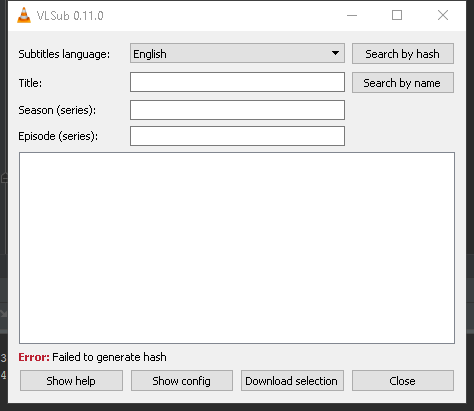 VLSub 0.11.0
Subtitles language: English Search by hash
Title: Search by name
Season (series):
Episode (series):
Error: Failed to generate hash
3
4
Show help Show config Download selection Close